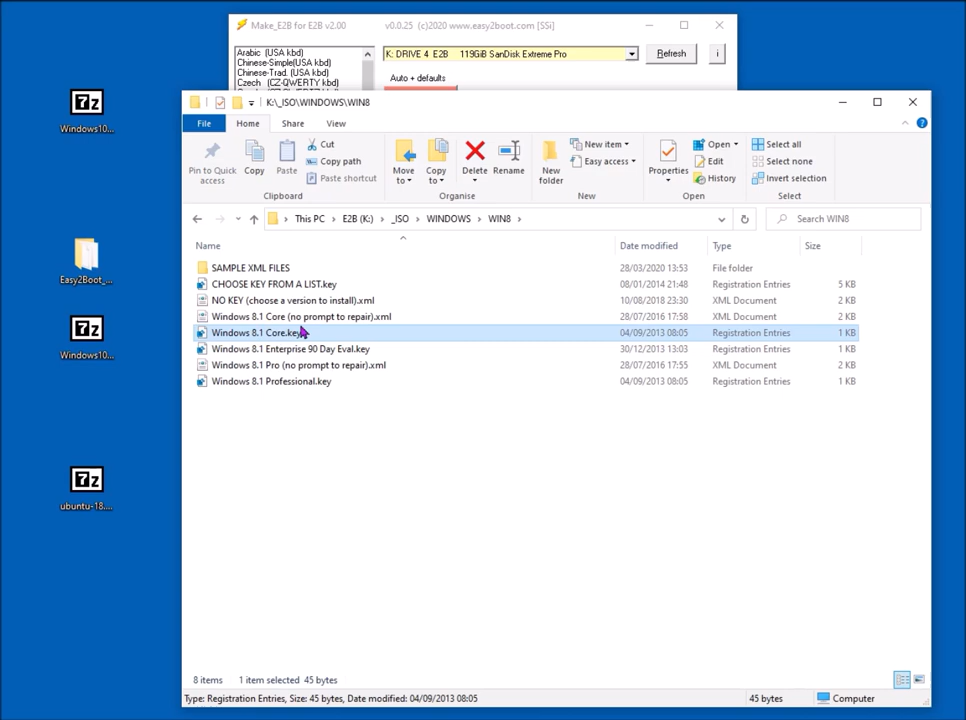 Make_E2B for E2B v2.00 v0.0.25 (c)2020 www.easy2boot.com [SSi]
Arabic (USA kbd)
Chinese-Simple(USA kbd)
Chinese-Trad. (USA kbd)
Czech (CZ-QWERTY kbd)
K: DRIVE 4 E2B 119GiB SanDisk Extreme Pro
Refresh
i
Auto + defaults
K:\_ISO\WINDOWS\WIN8
File Home Share View
Pin to Quick access
Copy
Paste
Cut
Copy path
Paste shortcut
Clipboard
Move to
Copy to
Delete
Rename
Organise
New folder
New item
Easy access
New
Properties
Open
Edit
History
Open
Select all
Select none
Invert selection
Select
This PC > E2B (K:) > _ISO > WINDOWS > WIN8 >
Search WIN8
Name Date modified Type Size
SAMPLE XML FILES 28/03/2020 13:53 File folder
CHOOSE KEY FROM A LIST.key 08/01/2014 21:48 Registration Entries 5 KB
NO KEY (choose a version to install).xml 10/08/2018 23:30 XML Document 2 KB
Windows 8.1 Core (no prompt to repair).xml 28/07/2016 17:58 XML Document 2 KB
Windows 8.1 Core.key 04/09/2013 08:05 Registration Entries 1 KB
Windows 8.1 Enterprise 90 Day Eval.key 30/12/2013 13:03 Registration Entries 1 KB
Windows 8.1 Pro (no prompt to repair).xml 28/07/2016 17:55 XML Document 2 KB
Windows 8.1 Professional.key 04/09/2013 08:05 Registration Entries 1 KB
8 items 1 item selected 45 bytes
Type: Registration Entries, Size: 45 bytes, Date modified: 04/09/2013 08:05 45 bytes Computer
7z
Windows10...
Easy2Boot_...
7z
Windows10...
7z
ubuntu-18....